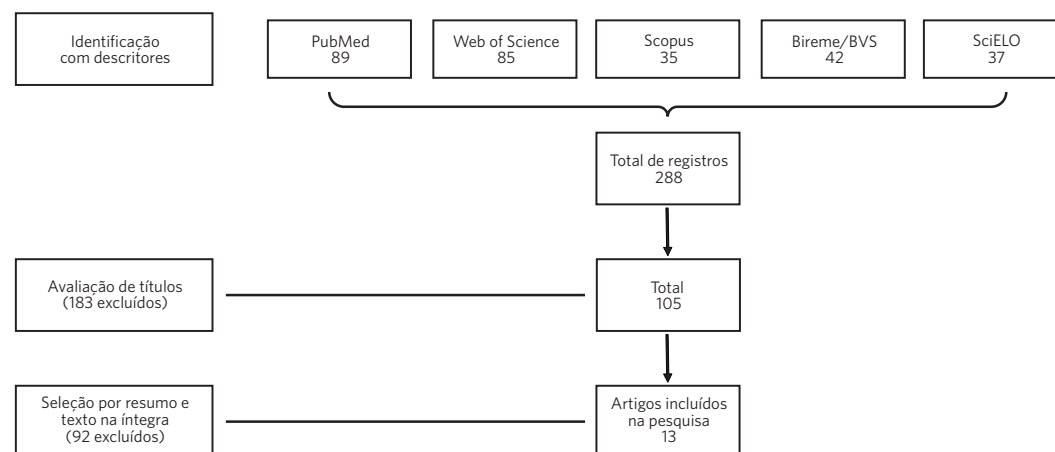 Identificação
com descritores
PubMed
89
Web of Science
85
Scopus
35
Bireme/BVS
42
SciELO
37
Total de registros
288
Avaliação de títulos
(183 excluídos)
Total
105
Seleção por resumo e
texto na íntegra
(92 excluídos)
Artigos incluídos
na pesquisa
13